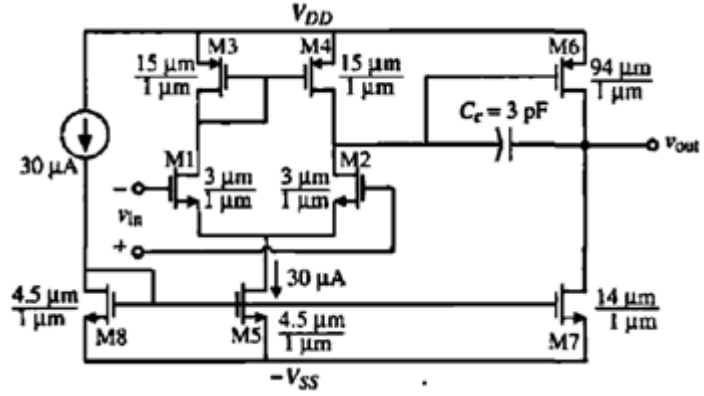 V_DD
M3 M4 M6
15 μm 15 μm 94 μm
1 μm 1 μm 1 μm
C_c = 3 pF
30 μA
v_out
M1 M2
− 3 μm 3 μm
v_in 1 μm 1 μm
+
30 μA
4.5 μm 14 μm
1 μm 4.5 μm 1 μm
M8 M5 1 μm M7
−V_SS